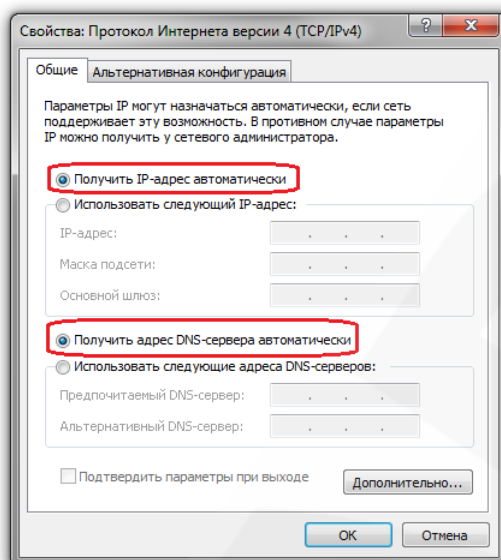 Свойства: Протокол Интернета версии 4 (TCP/IPv4)
Общие
Альтернативная конфигурация
Параметры IP могут назначаться автоматически, если сеть
поддерживает эту возможность. В противном случае параметры
IP можно получить у сетевого администратора.
Получить IP-адрес автоматически
Использовать следующий IP-адрес:
IP-адрес:
Маска подсети:
Основной шлюз:
Получить адрес DNS-сервера автоматически
Использовать следующие адреса DNS-серверов:
Предпочитаемый DNS-сервер:
Альтернативный DNS-сервер:
Подтвердить параметры при выходе
Дополнительно...
OK
Отмена